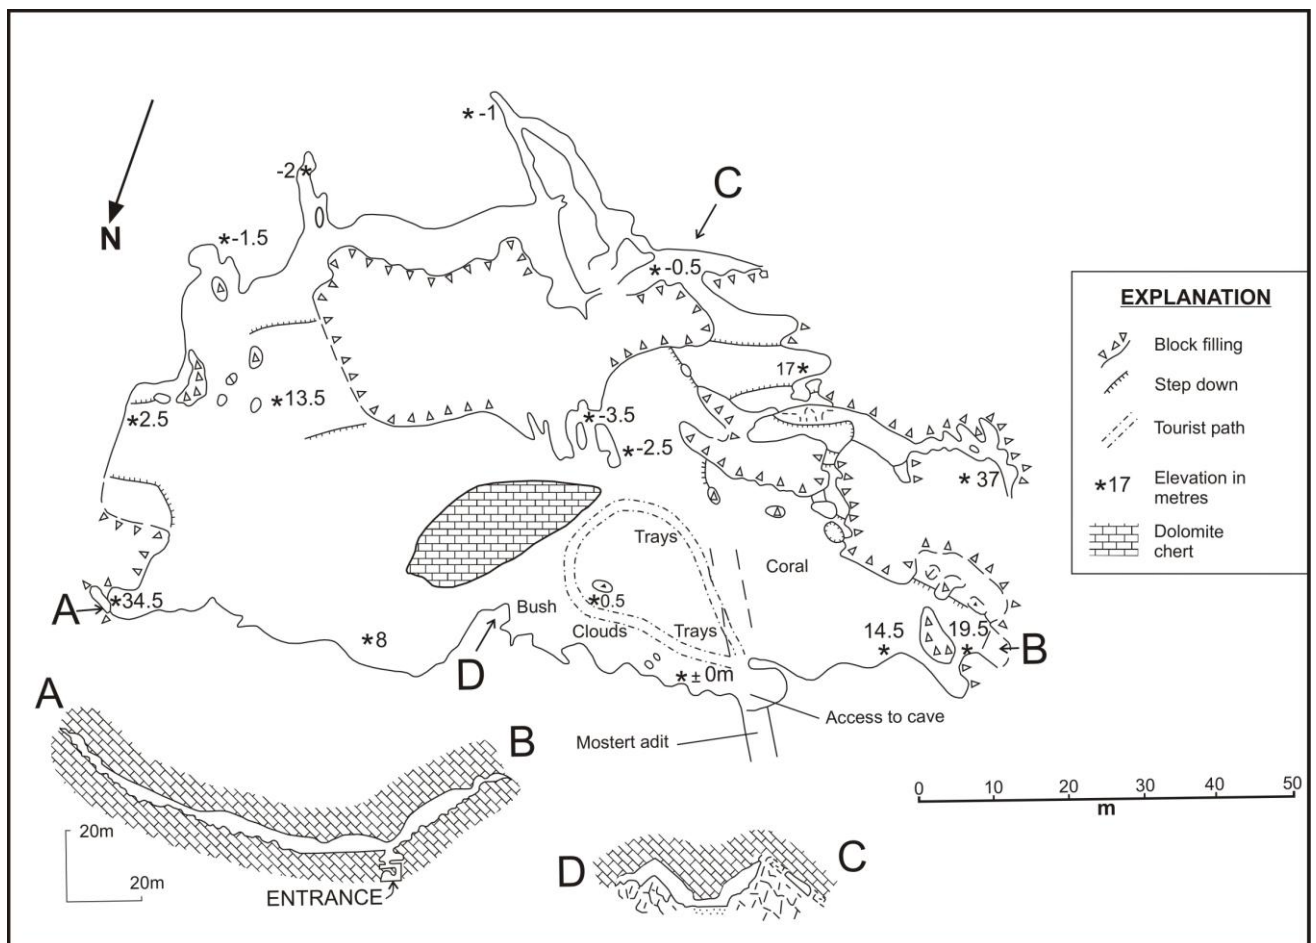 * -1
-2*
C
N
*-1.5
*-0.5
EXPLANATION
Block filling
Step down
Tourist path
*17 Elevation in
metres
Dolomite
chert
17*
*2.5
*13.5
*-3.5
*-2.5
*37
Trays
Coral
A
*34.5
*0.5
Bush
Clouds
Trays
*8
D
14.5
*
19.5
*
B
*± 0m
Access to cave
Mostert adit
A
B
20m
20m
ENTRANCE
D
C
0 10 20 30 40 50
m